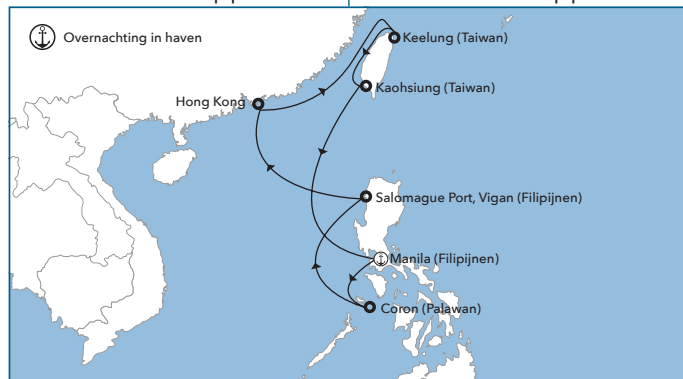 Overnachting in haven
Keelung (Taiwan)
Kaohsiung (Taiwan)
Hong Kong
Salomague Port, Vigan (Filipijnen)
Manila (Filipijnen)
Coron (Palawan)